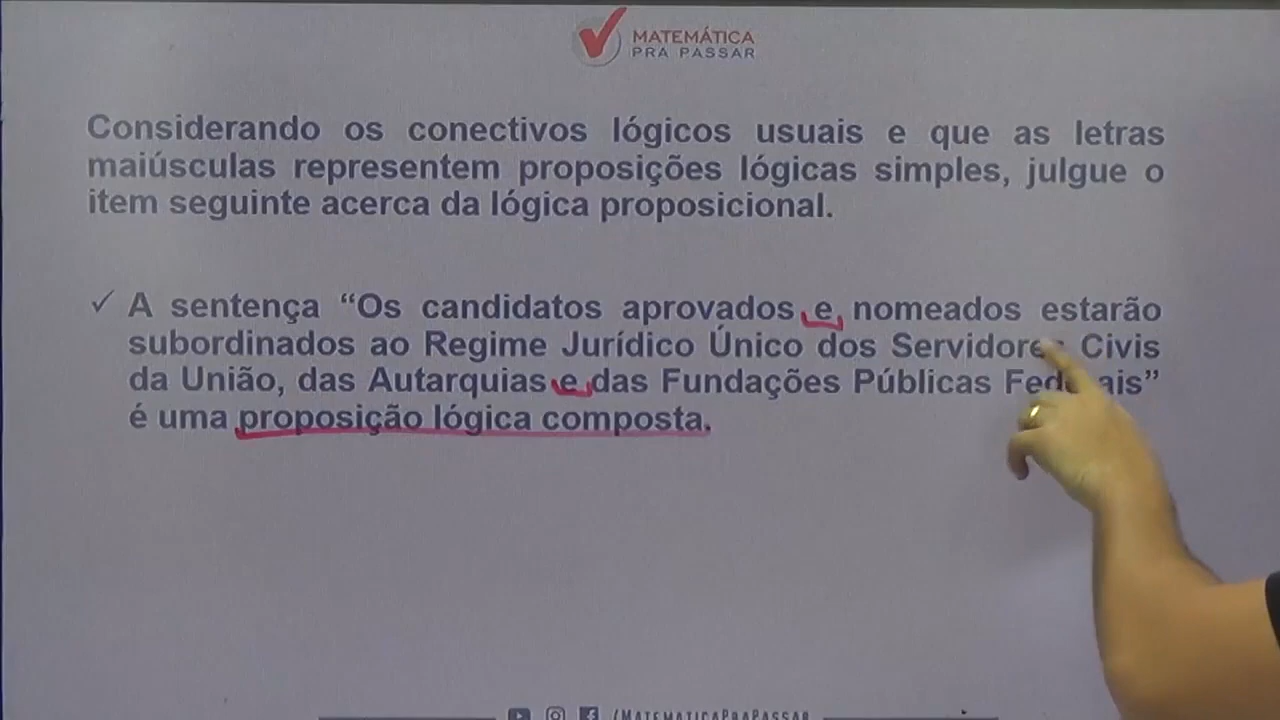 MATEMÁTICA
PRA PASSAR
Considerando os conectivos lógicos usuais e que as letras
maiúsculas representem proposições lógicas simples, julgue o
item seguinte acerca da lógica proposicional.
✓ A sentença “Os candidatos aprovados e nomeados estarão
subordinados ao Regime Jurídico Único dos Servidores Civis
da União, das Autarquias e das Fundações Públicas Federais”
é uma proposição lógica composta.
/MATEMATICAPRAPASSAR